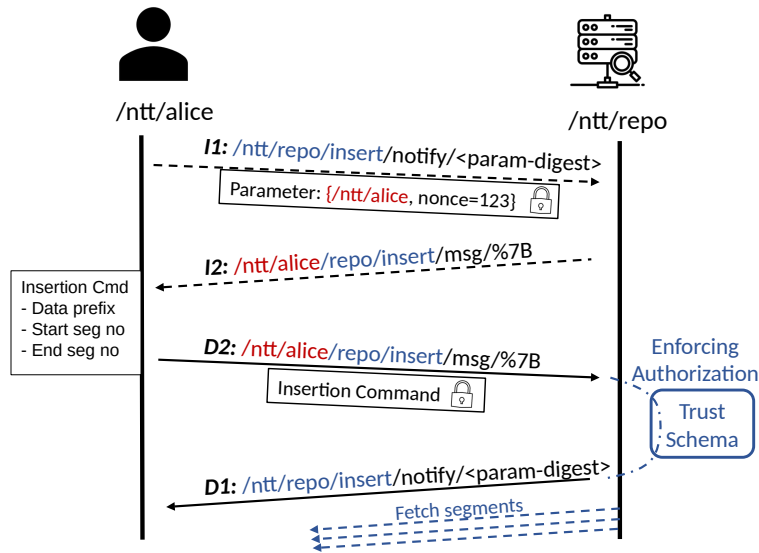 /ntt/alice
/ntt/repo
I1: /ntt/repo/insert/notify/<param-digest>
Parameter: {/ntt/alice, nonce=123}
I2: /ntt/alice/repo/insert/msg/%7B
Insertion Cmd
- Data prefix
- Start seg no
- End seg no
D2: /ntt/alice/repo/insert/msg/%7B
Insertion Command
Enforcing
Authorization
Trust
Schema
D1: /ntt/repo/insert/notify/<param-digest>
Fetch segments